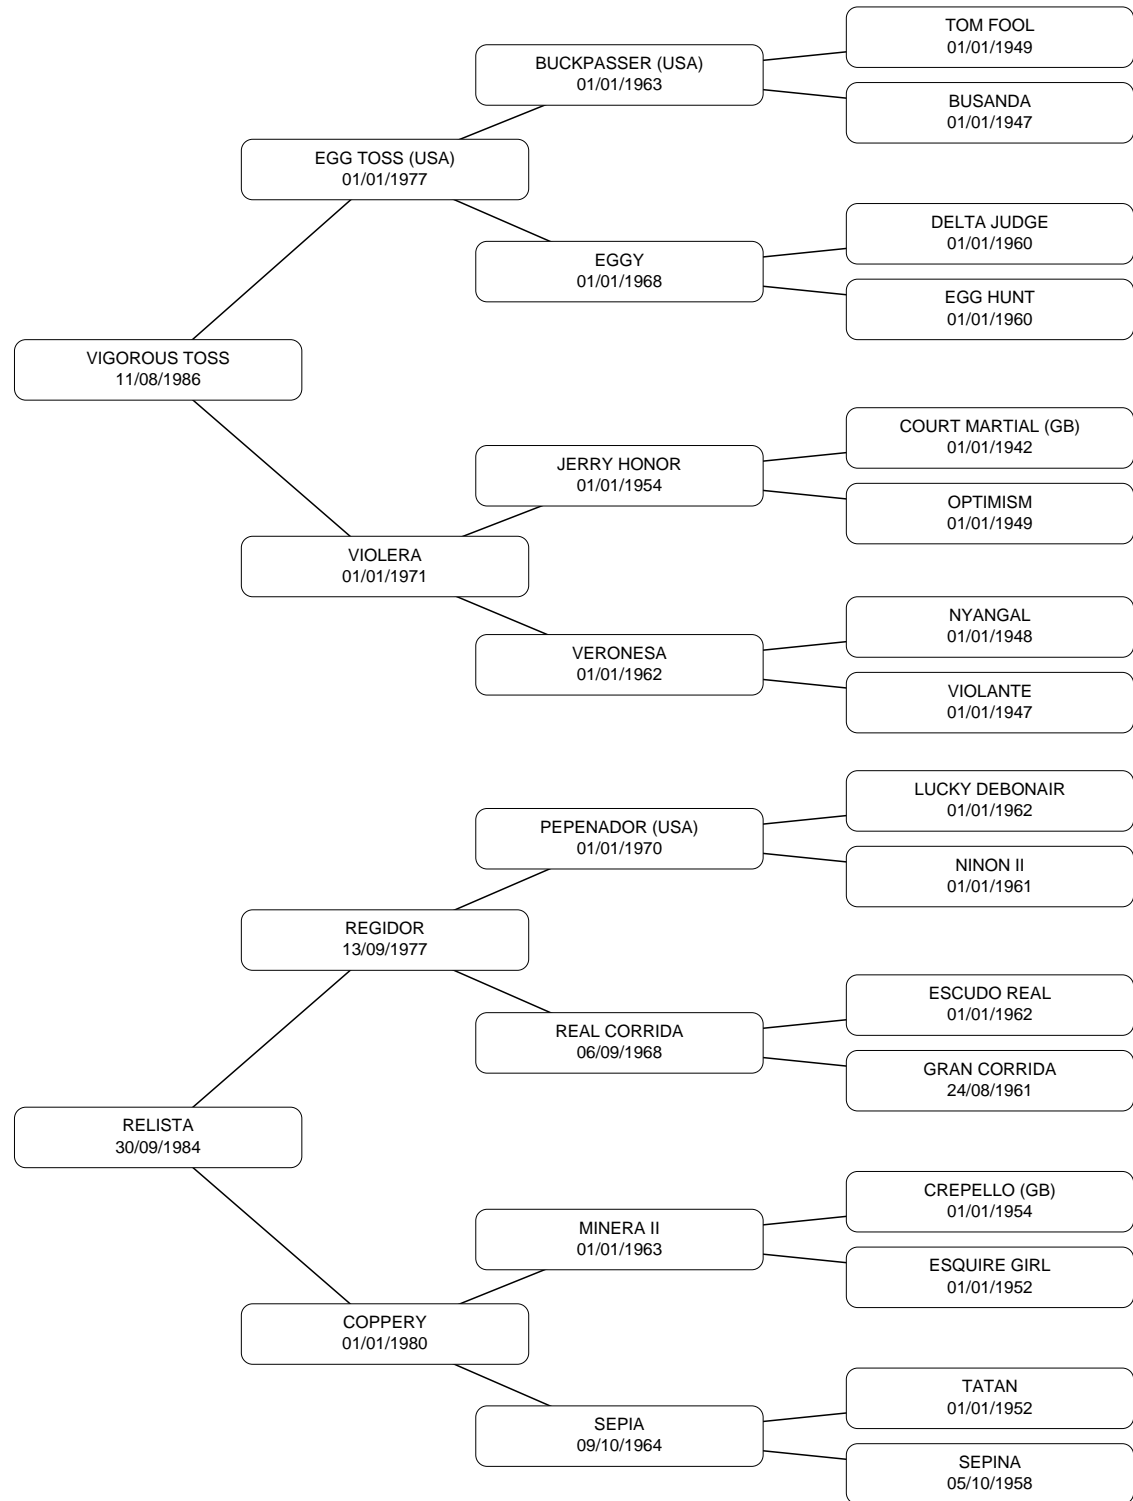 TOM FOOL
01/01/1949
BUCKPASSER (USA)
01/01/1963
BUSANDA
01/01/1947
EGG TOSS (USA)
01/01/1977
DELTA JUDGE
01/01/1960
EGGY
01/01/1968
EGG HUNT
01/01/1960
VIGOROUS TOSS
11/08/1986
COURT MARTIAL (GB)
01/01/1942
JERRY HONOR
01/01/1954
OPTIMISM
01/01/1949
VIOLERA
01/01/1971
NYANGAL
01/01/1948
VERONESA
01/01/1962
VIOLANTE
01/01/1947
LUCKY DEBONAIR
01/01/1962
PEPENADOR (USA)
01/01/1970
NINON II
01/01/1961
REGIDOR
13/09/1977
ESCUDO REAL
01/01/1962
REAL CORRIDA
06/09/1968
GRAN CORRIDA
24/08/1961
RELISTA
30/09/1984
CREPELLO (GB)
01/01/1954
MINERA II
01/01/1963
ESQUIRE GIRL
01/01/1952
COPPERY
01/01/1980
TATAN
01/01/1952
SEPIA
09/10/1964
SEPINA
05/10/1958